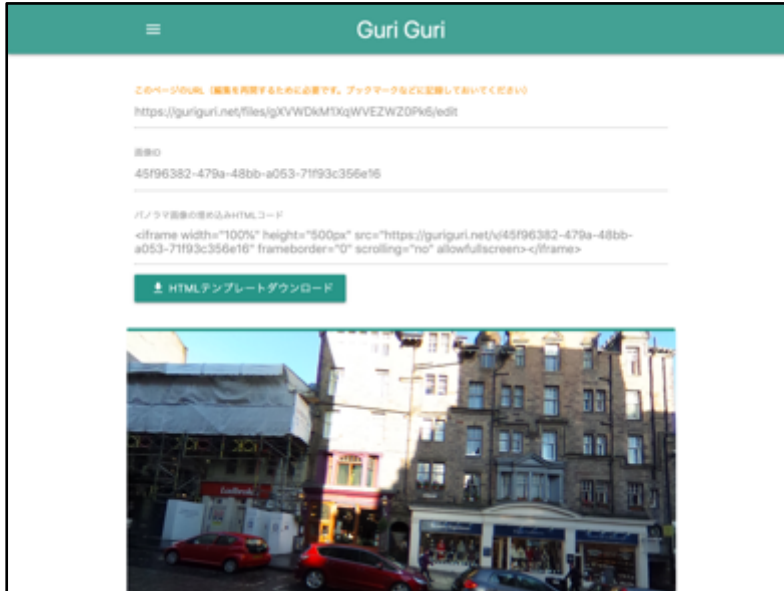 Guri Guri
このページのURL（編集を再開するために必要です。ブックマークなどに記録しておいてください）
https://guriguri.net/files/gXVWDkM1XqWVEZWZ0Pk6/edit
画像ID
45f96382-479a-48bb-a053-71f93c356e16
パノラマ画像の埋め込みHTMLコード
<iframe width="100%" height="500px" src="https://guriguri.net/v/45f96382-479a-48bb-
a053-71f93c356e16" frameborder="0" scrolling="no" allowfullscreen></iframe>
HTMLテンプレートダウンロード
Ladbrokes